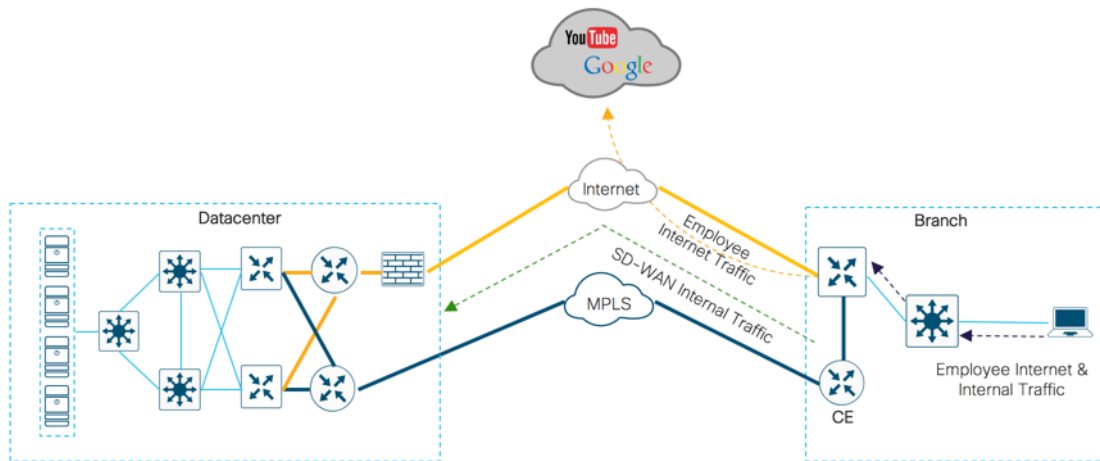 YouTube
Google
Internet
Datacenter
Branch
Employee
Internet Traffic
SD-WAN Internal Traffic
MPLS
CE
Employee Internet &
Internal Traffic